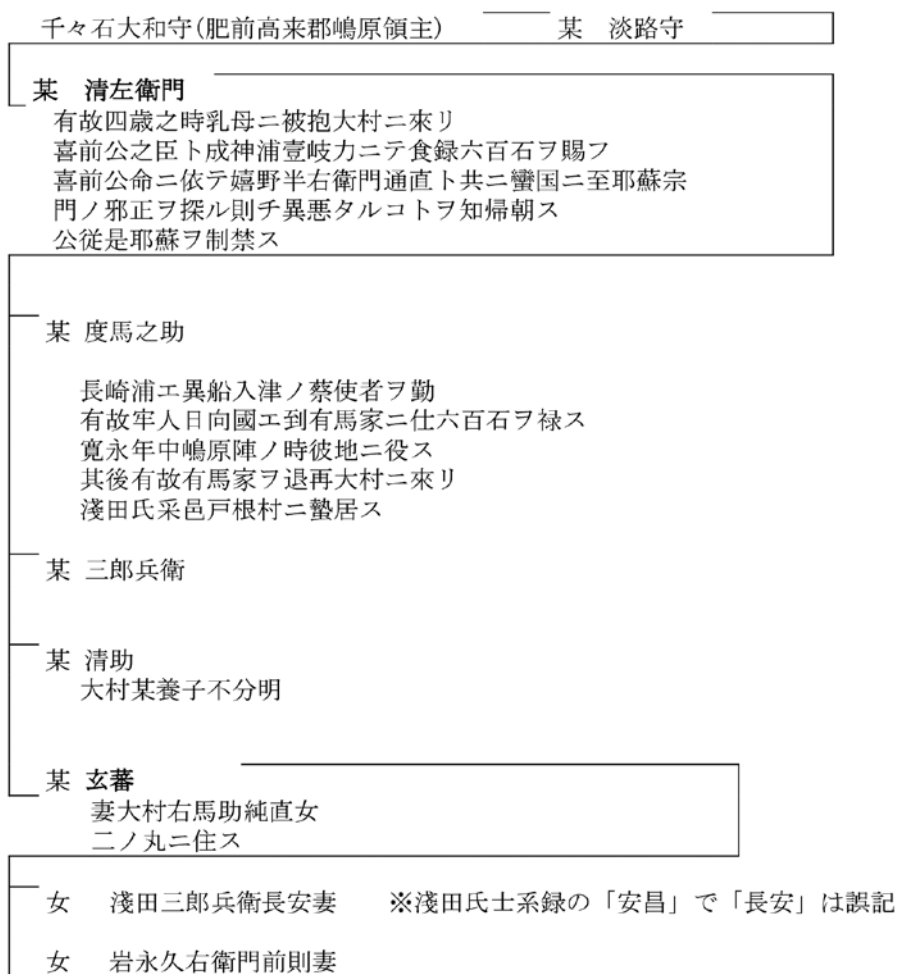 千々石大和守(肥前高来郡嶋原領主) 某 淡路守
某 清左衛門
有故四歳之時乳母ニ被抱大村ニ來リ
喜前公之臣ト成神浦壹岐力ニテ食録六百石ヲ賜フ
喜前公命ニ依テ嬉野半右衛門通直ト共ニ蠻国ニ至耶蘇宗
門ノ邪正ヲ探ル則チ異悪タルコトヲ知帰朝ス
公従是耶蘇ヲ制禁ス
某 度馬之助
長崎浦エ異船入津ノ蔡使者ヲ勤
有故牢人日向國エ到有馬家ニ仕六百石ヲ禄ス
寛永年中嶋原陣ノ時彼地ニ役ス
其後有故有馬家ヲ退再大村ニ來リ
淺田氏采邑戸根村ニ蟄居ス
某 三郎兵衛
某 清助
大村某養子不分明
某 玄蕃
妻大村右馬助純直女
二ノ丸ニ住ス
女 淺田三郎兵衛長安妻 ※淺田氏士系録の「安昌」で「長安」は誤記
女 岩永久右衛門前則妻